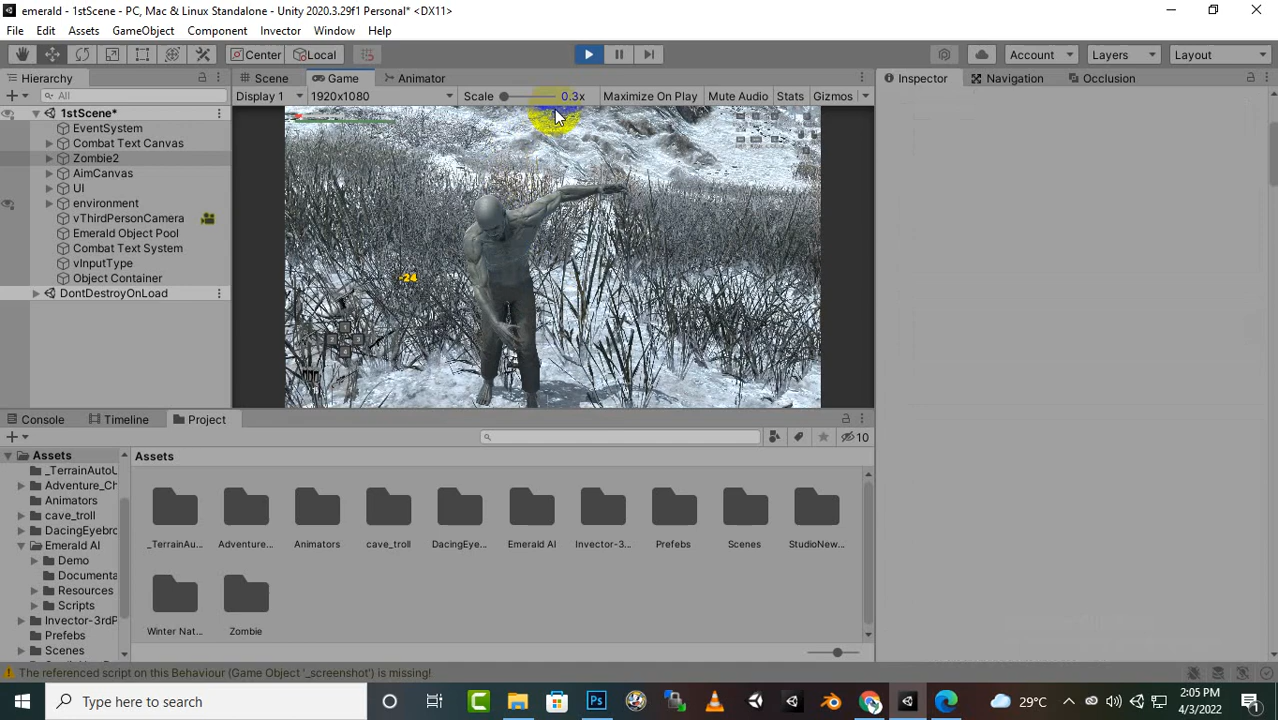 emerald - 1stScene - PC, Mac & Linux Standalone - Unity 2020.3.29f1 Personal* <DX11>
File Edit Assets GameObject Component Invector Window Help
Center Local Account Layers Layout
Hierarchy Scene Game Animator Inspector Navigation Occlusion
All Display 1 1920x1080 Scale 0.3x Maximize On Play Mute Audio Stats Gizmos
1stScene*
EventSystem
Combat Text Canvas
Zombie2
AimCanvas
UI
environment
vThirdPersonCamera
Emerald Object Pool
Combat Text System
vInputType
Object Container
DontDestroyOnLoad
-24
Console Timeline Project
10
Assets
_TerrainAutoU
Adventure_Ch
Animators
cave_troll
DacingEyebro
Emerald AI
Demo
Documenta
Resources
Scripts
Invector-3rdP
Prefebs
Scenes
Assets
_TerrainAu... Adventure... Animators cave_troll DacingEye... Emerald AI Invector-3... Prefebs Scenes StudioNew...
Winter Nat... Zombie
The referenced script on this Behaviour (Game Object '_screenshot') is missing!
Type here to search
29°C
2:05 PM
4/3/2022
1